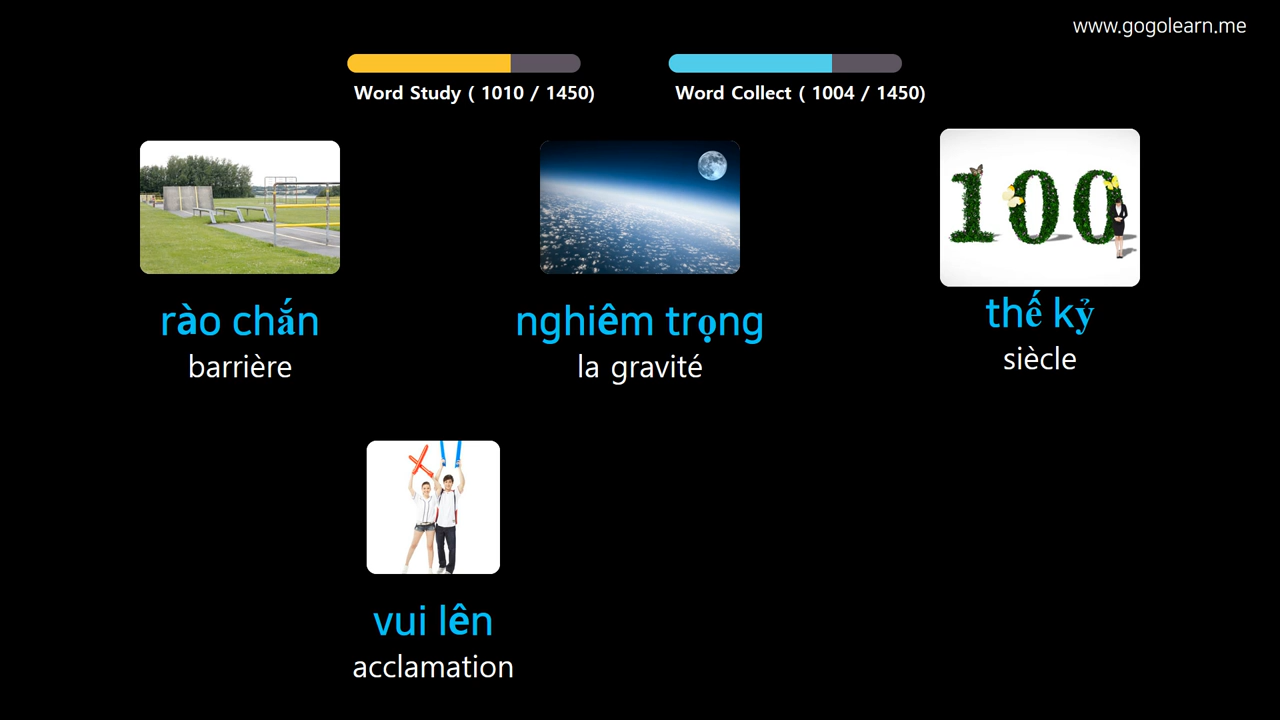 www.gogolearn.me
Word Study ( 1010 / 1450)
Word Collect ( 1004 / 1450)
100
rào chắn
barrière
nghiêm trọng
la gravité
thế kỷ
siècle
vui lên
acclamation